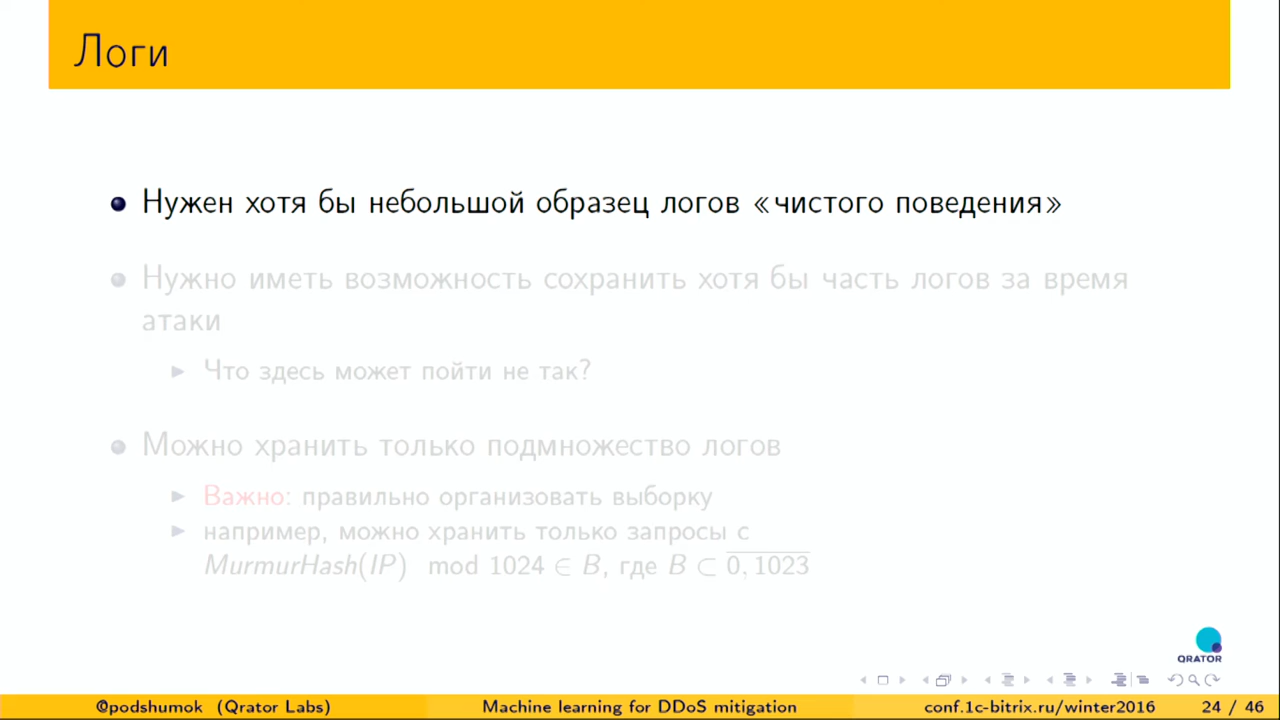 Логи
Нужен хотя бы небольшой образец логов «чистого поведения»
Нужно иметь возможность сохранить хотя бы часть логов за время
атаки
Что здесь может пойти не так?
Можно хранить только подмножество логов
Важно: правильно организовать выборку
например, можно хранить только запросы с
MurmurHash(IP) mod 1024 ∈ B, где B ⊂ 0, 1023
QRATOR
@podshumok (Qrator Labs) Machine learning for DDoS mitigation conf.1c-bitrix.ru/winter2016 24 / 46